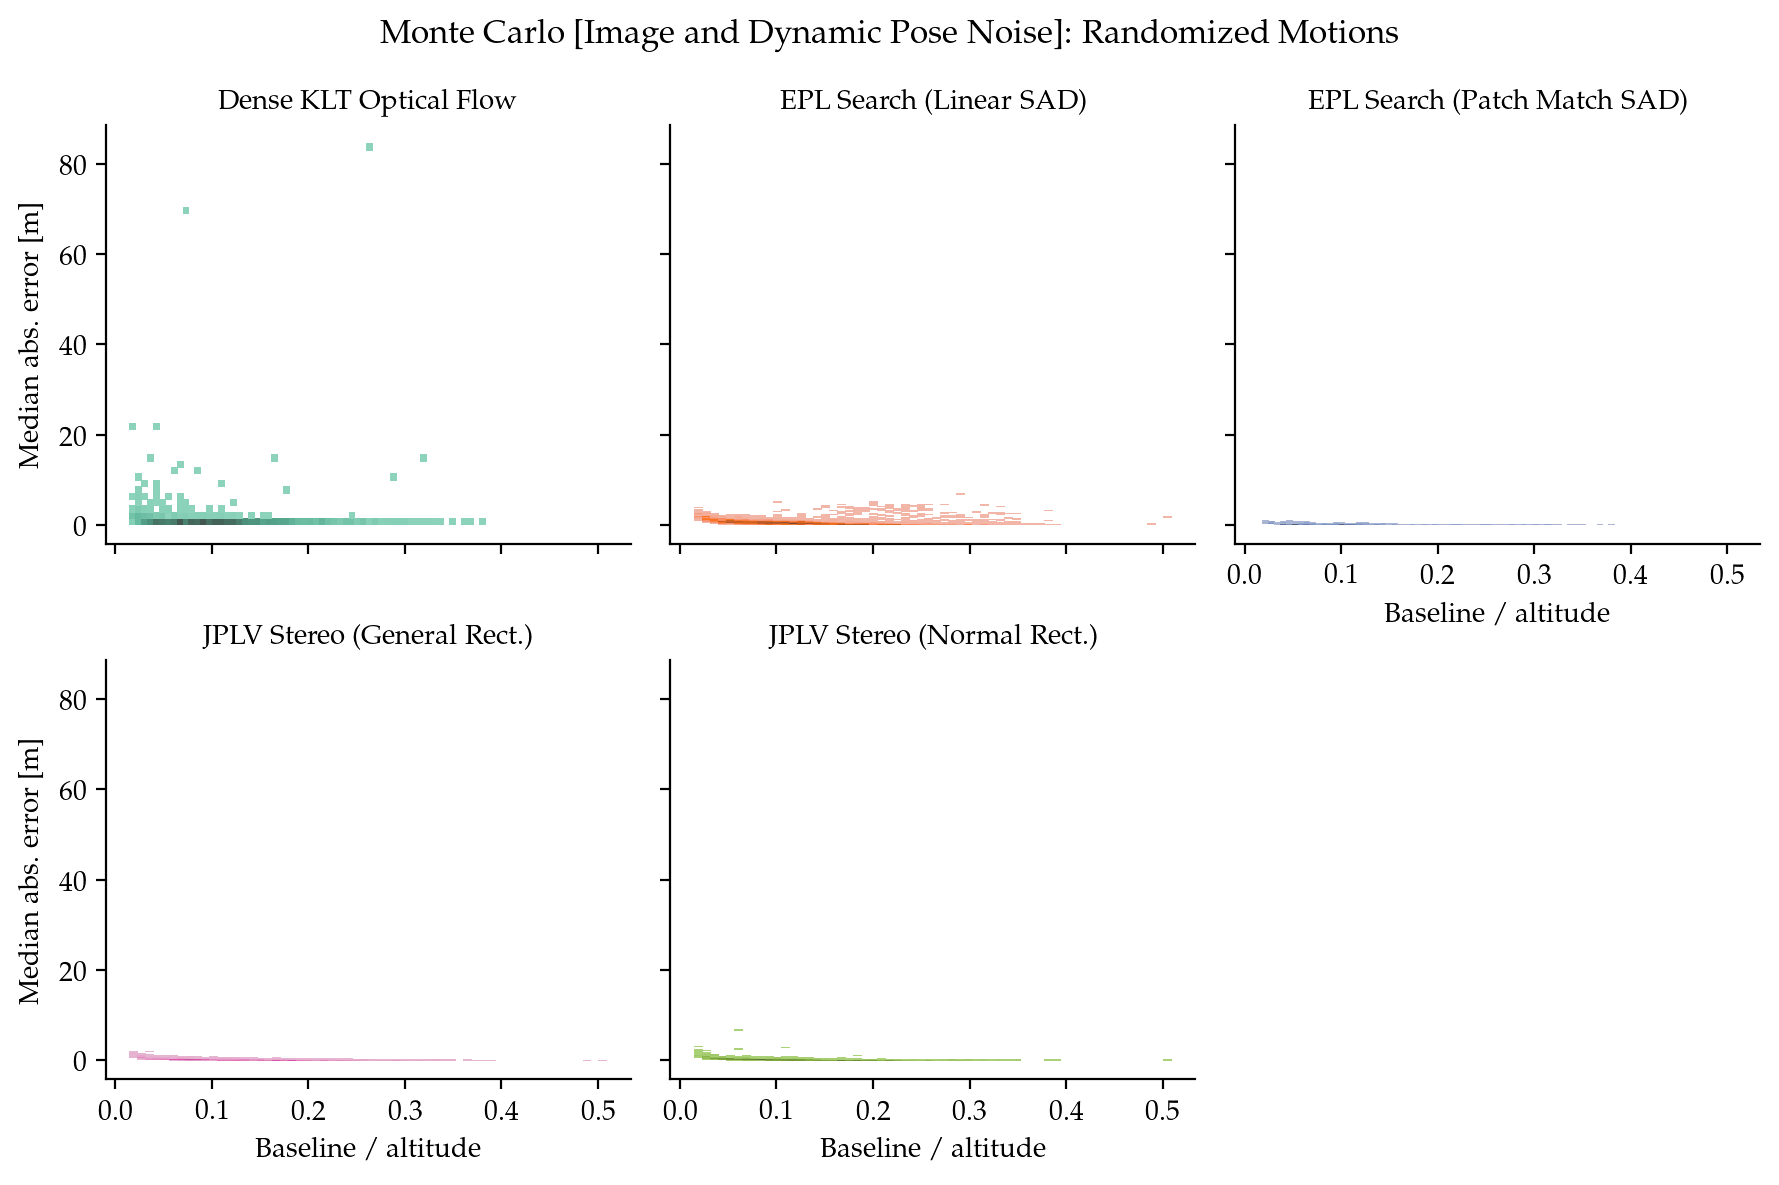 Monte Carlo [Image and Dynamic Pose Noise]: Randomized Motions
Dense KLT Optical Flow
EPL Search (Linear SAD)
EPL Search (Patch Match SAD)
Median abs. error [m]
80
60
40
20
0
0.0 0.1 0.2 0.3 0.4 0.5
Baseline / altitude
JPLV Stereo (General Rect.)
JPLV Stereo (Normal Rect.)
Median abs. error [m]
80
60
40
20
0
0.0 0.1 0.2 0.3 0.4 0.5
Baseline / altitude
0.0 0.1 0.2 0.3 0.4 0.5
Baseline / altitude